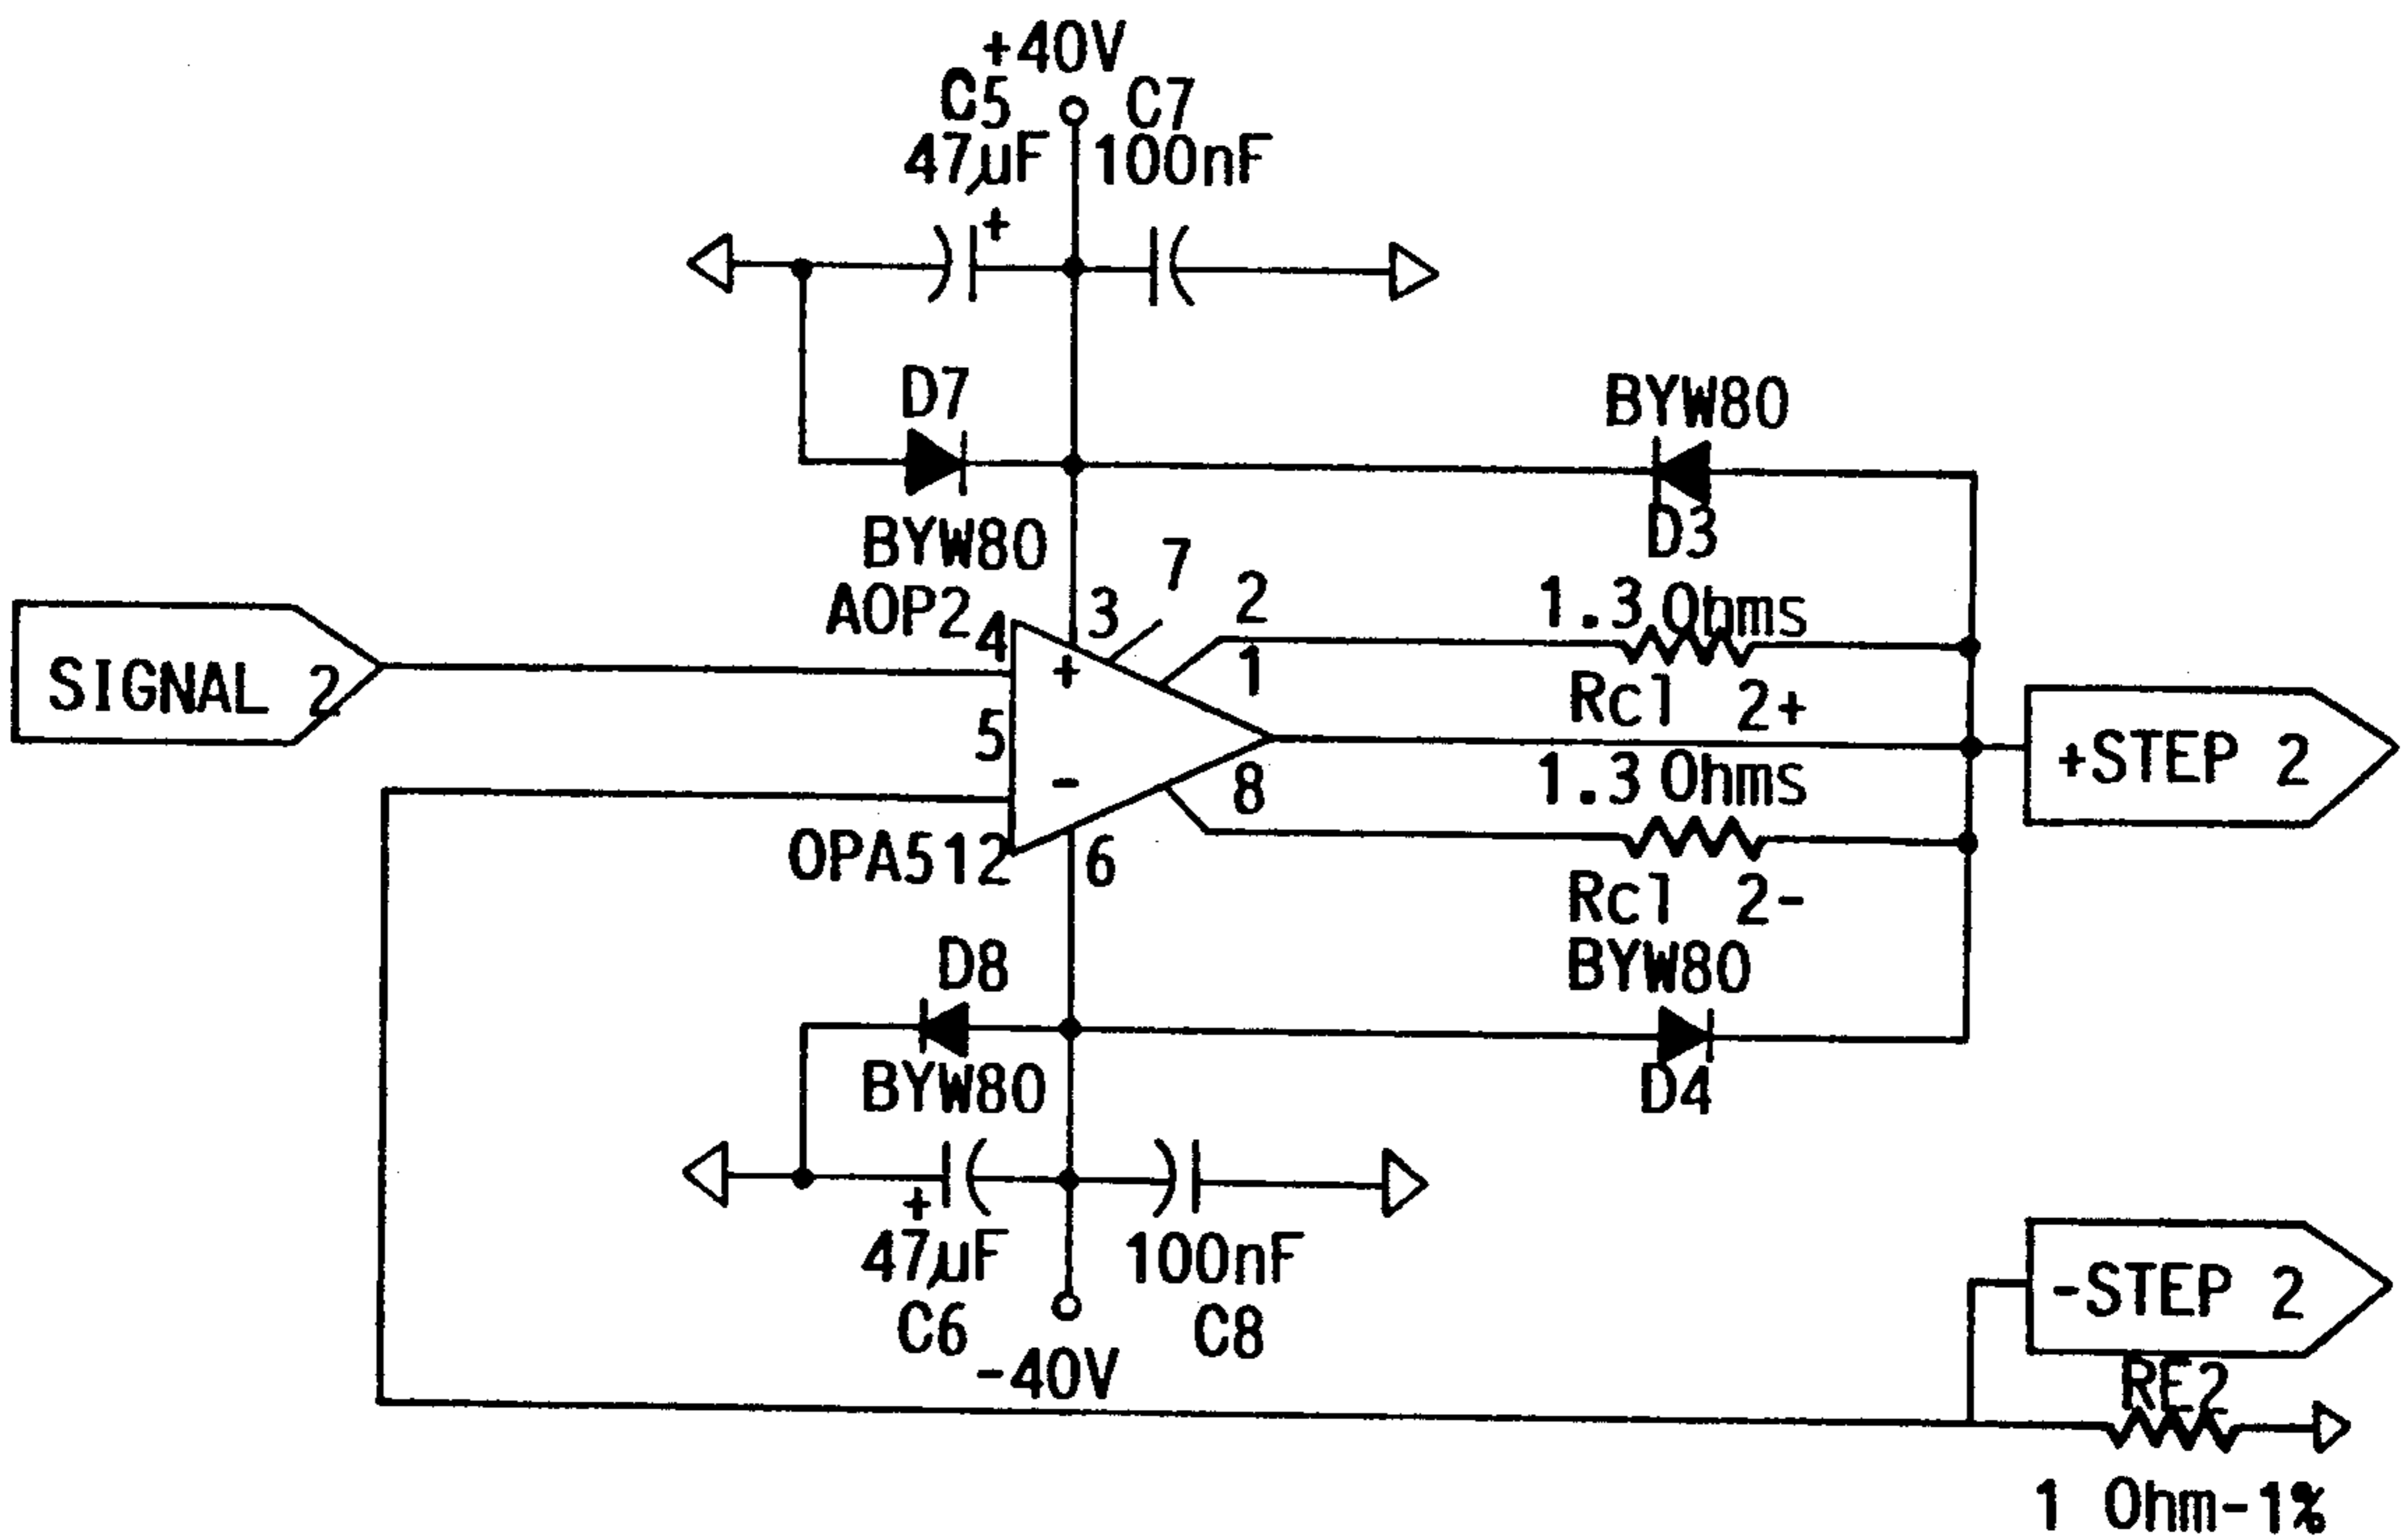 +40V
C5
C7
47µF
100nF
+
D7
BYW80
BYW80
D3
AOP2
4
3
7
2
1.3 Ohms
SIGNAL 2
+
1
Rcl 2+
5
+STEP 2
-
8
1.3 Ohms
OPA512
6
Rcl 2-
D8
BYW80
BYW80
D4
+
47µF
100nF
C6
C8
-40V
-STEP 2
RE2
1 Ohm-1%